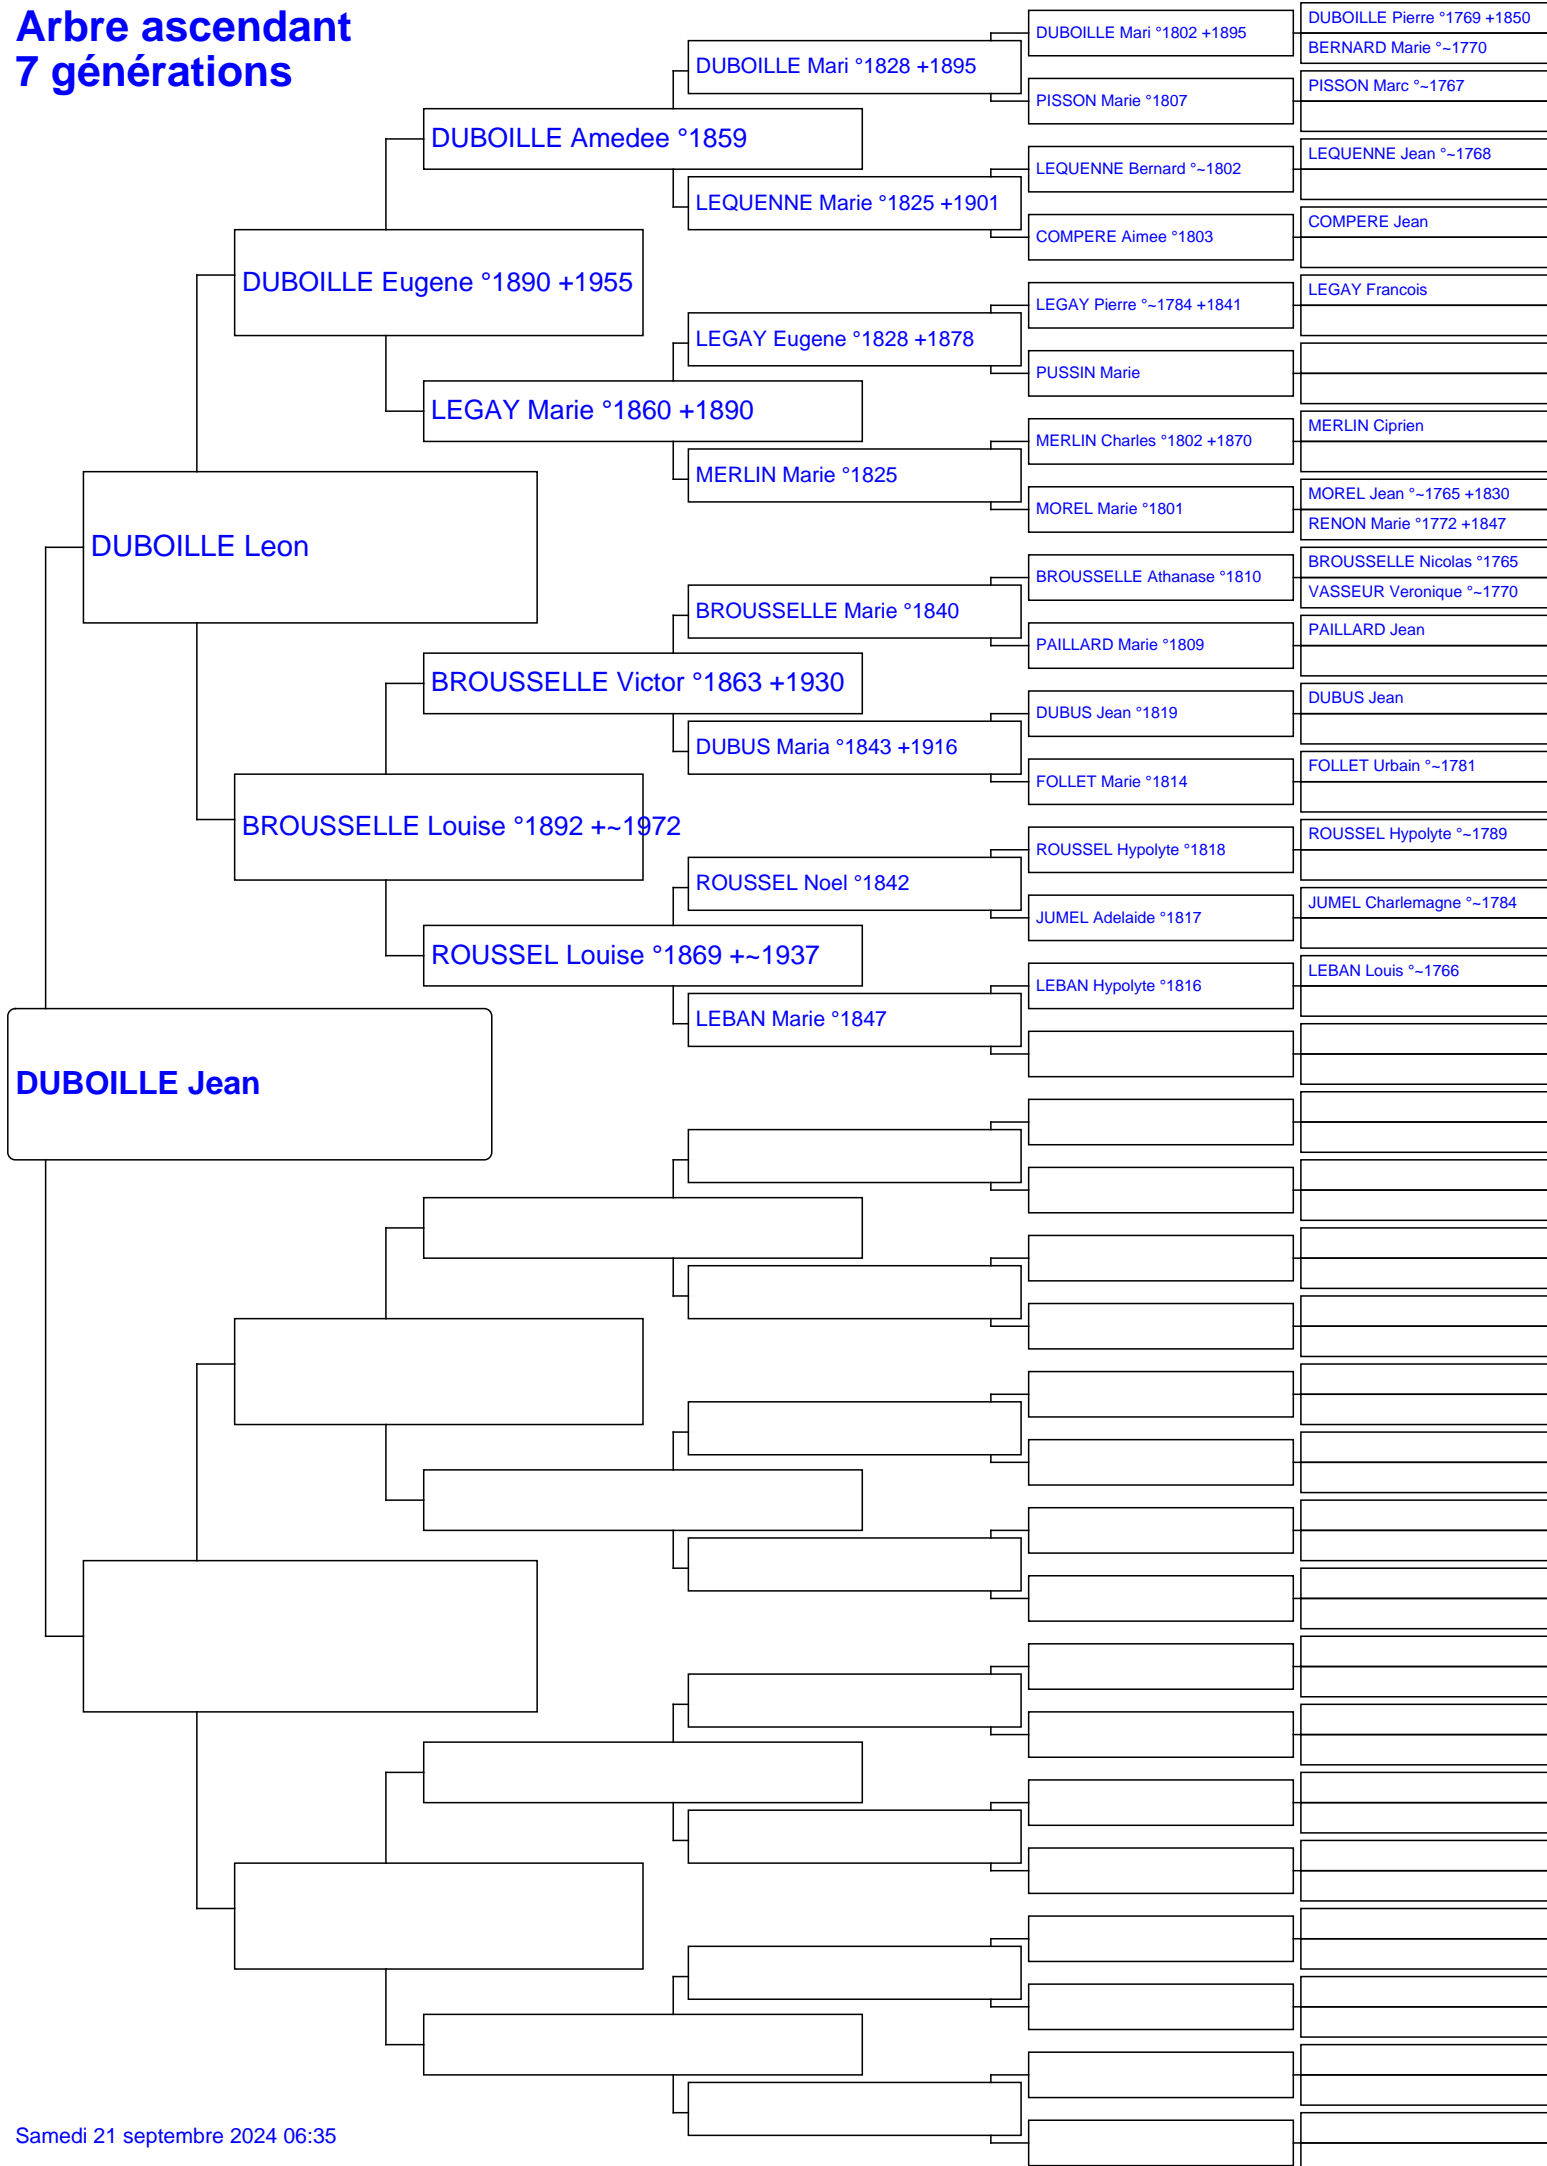 Arbre ascendant
7 générations
DUBOILLE Jean
DUBOILLE Leon
DUBOILLE Eugene °1890 +1955
BROUSSELLE Louise °1892 +~1972
DUBOILLE Amedee °1859
LEGAY Marie °1860 +1890
BROUSSELLE Victor °1863 +1930
ROUSSEL Louise °1869 +~1937
DUBOILLE Mari °1828 +1895
LEQUENNE Marie °1825 +1901
LEGAY Eugene °1828 +1878
MERLIN Marie °1825
BROUSSELLE Marie °1840
DUBUS Maria °1843 +1916
ROUSSEL Noel °1842
LEBAN Marie °1847
DUBOILLE Mari °1802 +1895
PISSON Marie °1807
LEQUENNE Bernard °~1802
COMPERE Aimee °1803
LEGAY Pierre °~1784 +1841
PUSSIN Marie
MERLIN Charles °1802 +1870
MOREL Marie °1801
BROUSSELLE Athanase °1810
PAILLARD Marie °1809
DUBUS Jean °1819
FOLLET Marie °1814
ROUSSEL Hypolyte °1818
JUMEL Adelaide °1817
LEBAN Hypolyte °1816
DUBOILLE Pierre °1769 +1850
BERNARD Marie °~1770
PISSON Marc °~1767
LEQUENNE Jean °~1768
COMPERE Jean
LEGAY Francois
MERLIN Ciprien
MOREL Jean °~1765 +1830
RENON Marie °1772 +1847
BROUSSELLE Nicolas °1765
VASSEUR Veronique °~1770
PAILLARD Jean
DUBUS Jean
FOLLET Urbain °~1781
ROUSSEL Hypolyte °~1789
JUMEL Charlemagne °~1784
LEBAN Louis °~1766
Samedi 21 septembre 2024 06:35